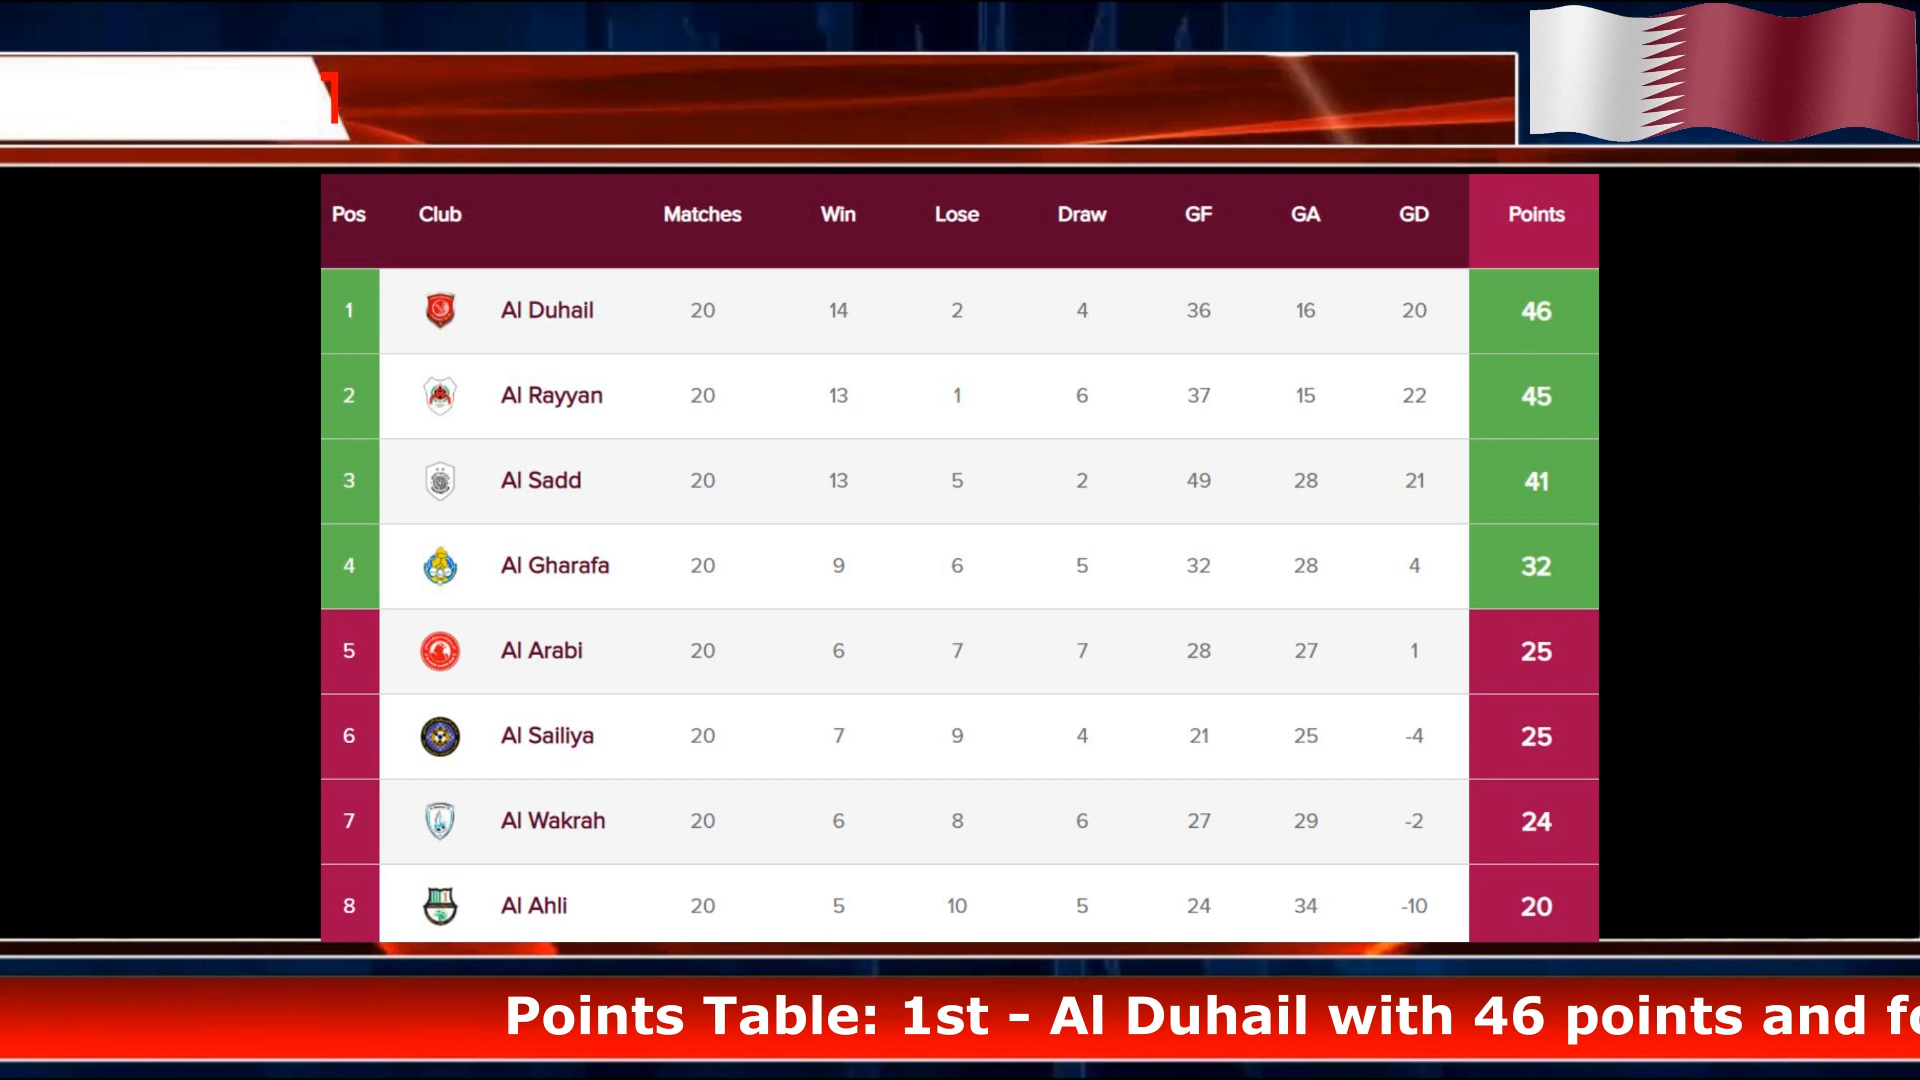 Pos Club Matches Win Lose Draw GF GA GD Points
1 Al Duhail 20 14 2 4 36 16 20 46
2 Al Rayyan 20 13 1 6 37 15 22 45
3 Al Sadd 20 13 5 2 49 28 21 41
4 Al Gharafa 20 9 6 5 32 28 4 32
5 Al Arabi 20 6 7 7 28 27 1 25
6 Al Sailiya 20 7 9 4 21 25 -4 25
7 Al Wakrah 20 6 8 6 27 29 -2 24
8 Al Ahli 20 5 10 5 24 34 -10 20
Points Table: 1st - Al Duhail with 46 points and